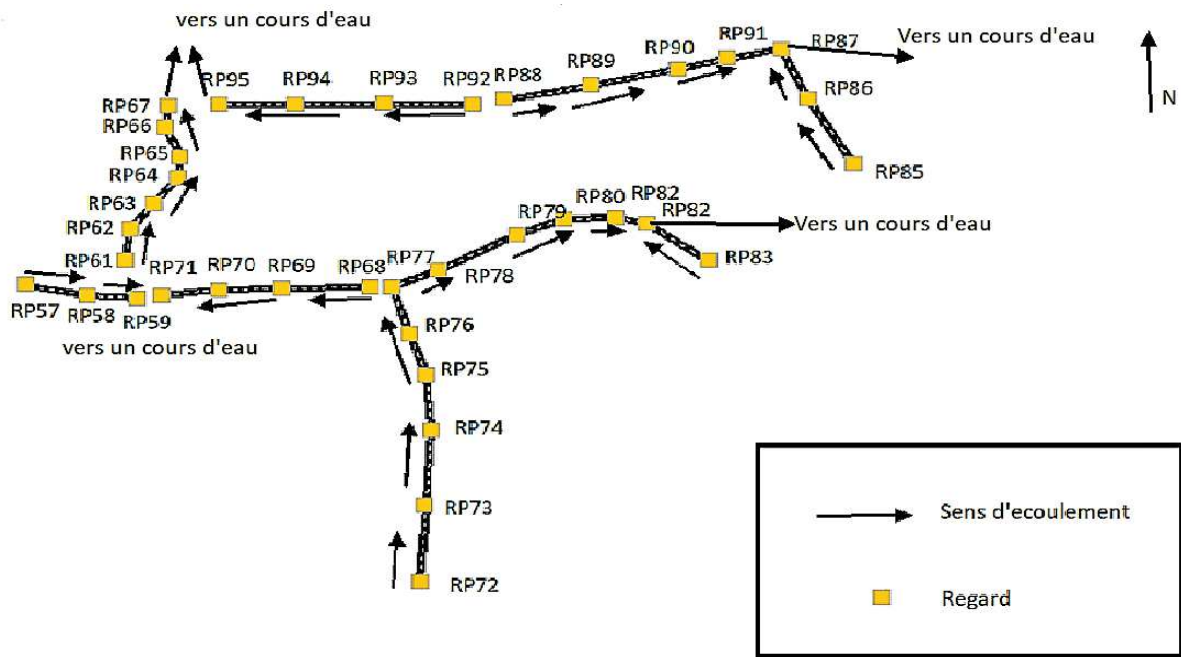 vers un cours d'eau
RP91
RP87
Vers un cours d'eau
RP90
RP89
RP88
RP95
RP94
RP93
RP92
RP86
N
RP67
RP66
RP65
RP64
RP85
RP63
RP62
RP80
RP82
RP79
RP82
Vers un cours d'eau
RP61
RP71
RP70
RP69
RP68
RP77
RP78
RP83
RP57
RP58
RP59
RP76
vers un cours d'eau
RP75
RP74
RP73
RP72
Sens d'ecoulement
Regard